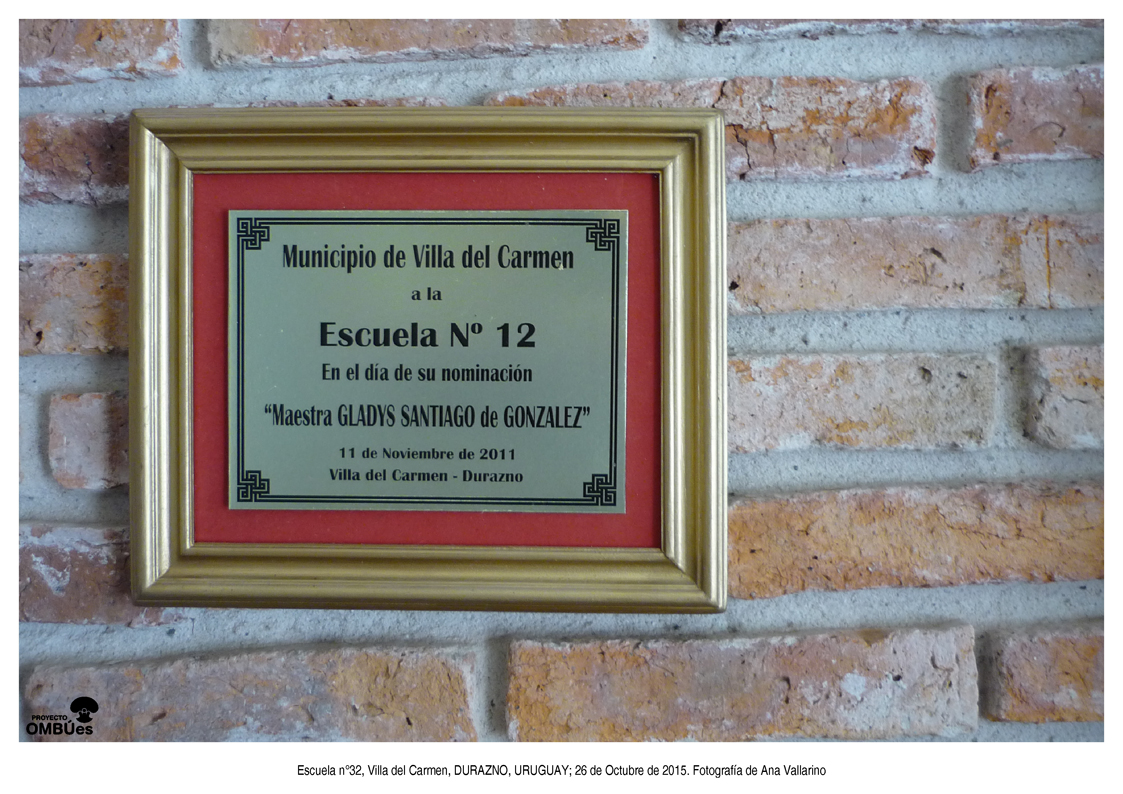 Municipio de Villa del Carmen
a la
Escuela Nº 12
En el día de su nominación
“Maestra GLADYS SANTIAGO de GONZALEZ”
11 de Noviembre de 2011
Villa del Carmen - Durazno
PROYECTO
OMBÚes
Escuela n°32, Villa del Carmen, DURAZNO, URUGUAY; 26 de Octubre de 2015. Fotografía de Ana Vallarino